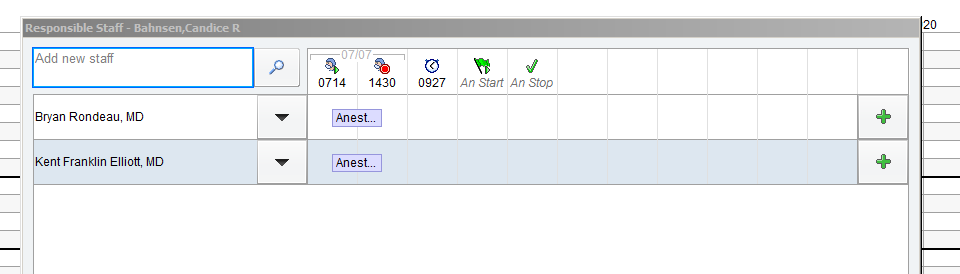 Responsible Staff - Bahnsen,Candice R
20
Add new staff
07/07
0714 1430 0927 An Start An Stop
Bryan Rondeau, MD Anest...
Kent Franklin Elliott, MD Anest...